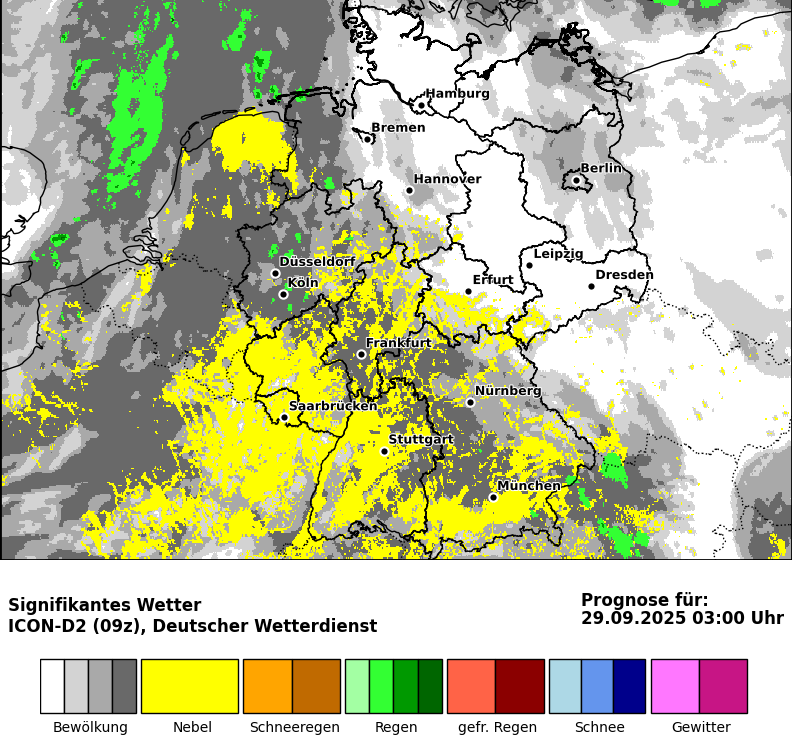 Hamburg
Bremen
Berlin
Hannover
Leipzig
Düsseldorf
Dresden
Köln
Erfurt
Frankfurt
Nürnberg
Saarbrücken
Stuttgart
München
Signifikantes Wetter
ICON-D2 (09z), Deutscher Wetterdienst
Prognose für:
29.09.2025 03:00 Uhr
Bewölkung
Nebel
Schneeregen
Regen
gefr. Regen
Schnee
Gewitter